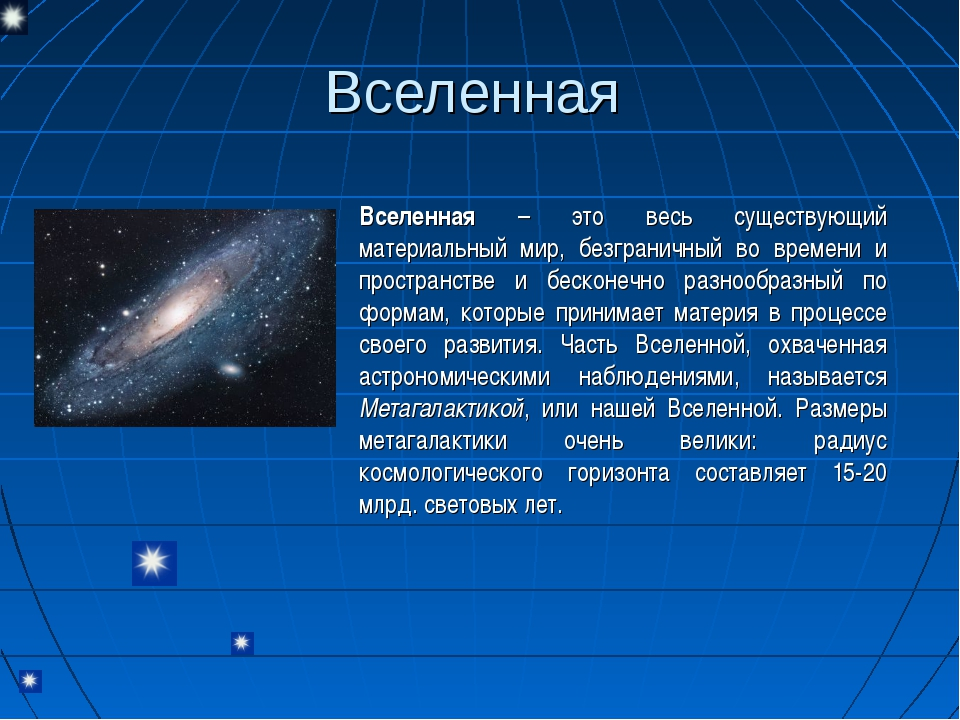 Вселенная
Вселенная – это весь существующий
материальный мир, безграничный во времени и
пространстве и бесконечно разнообразный по
формам, которые принимает материя в процессе
своего развития. Часть Вселенной, охваченная
астрономическими наблюдениями, называется
Метагалактикой, или нашей Вселенной. Размеры
метагалактики очень велики: радиус
космологического горизонта составляет 15-20
млрд. световых лет.